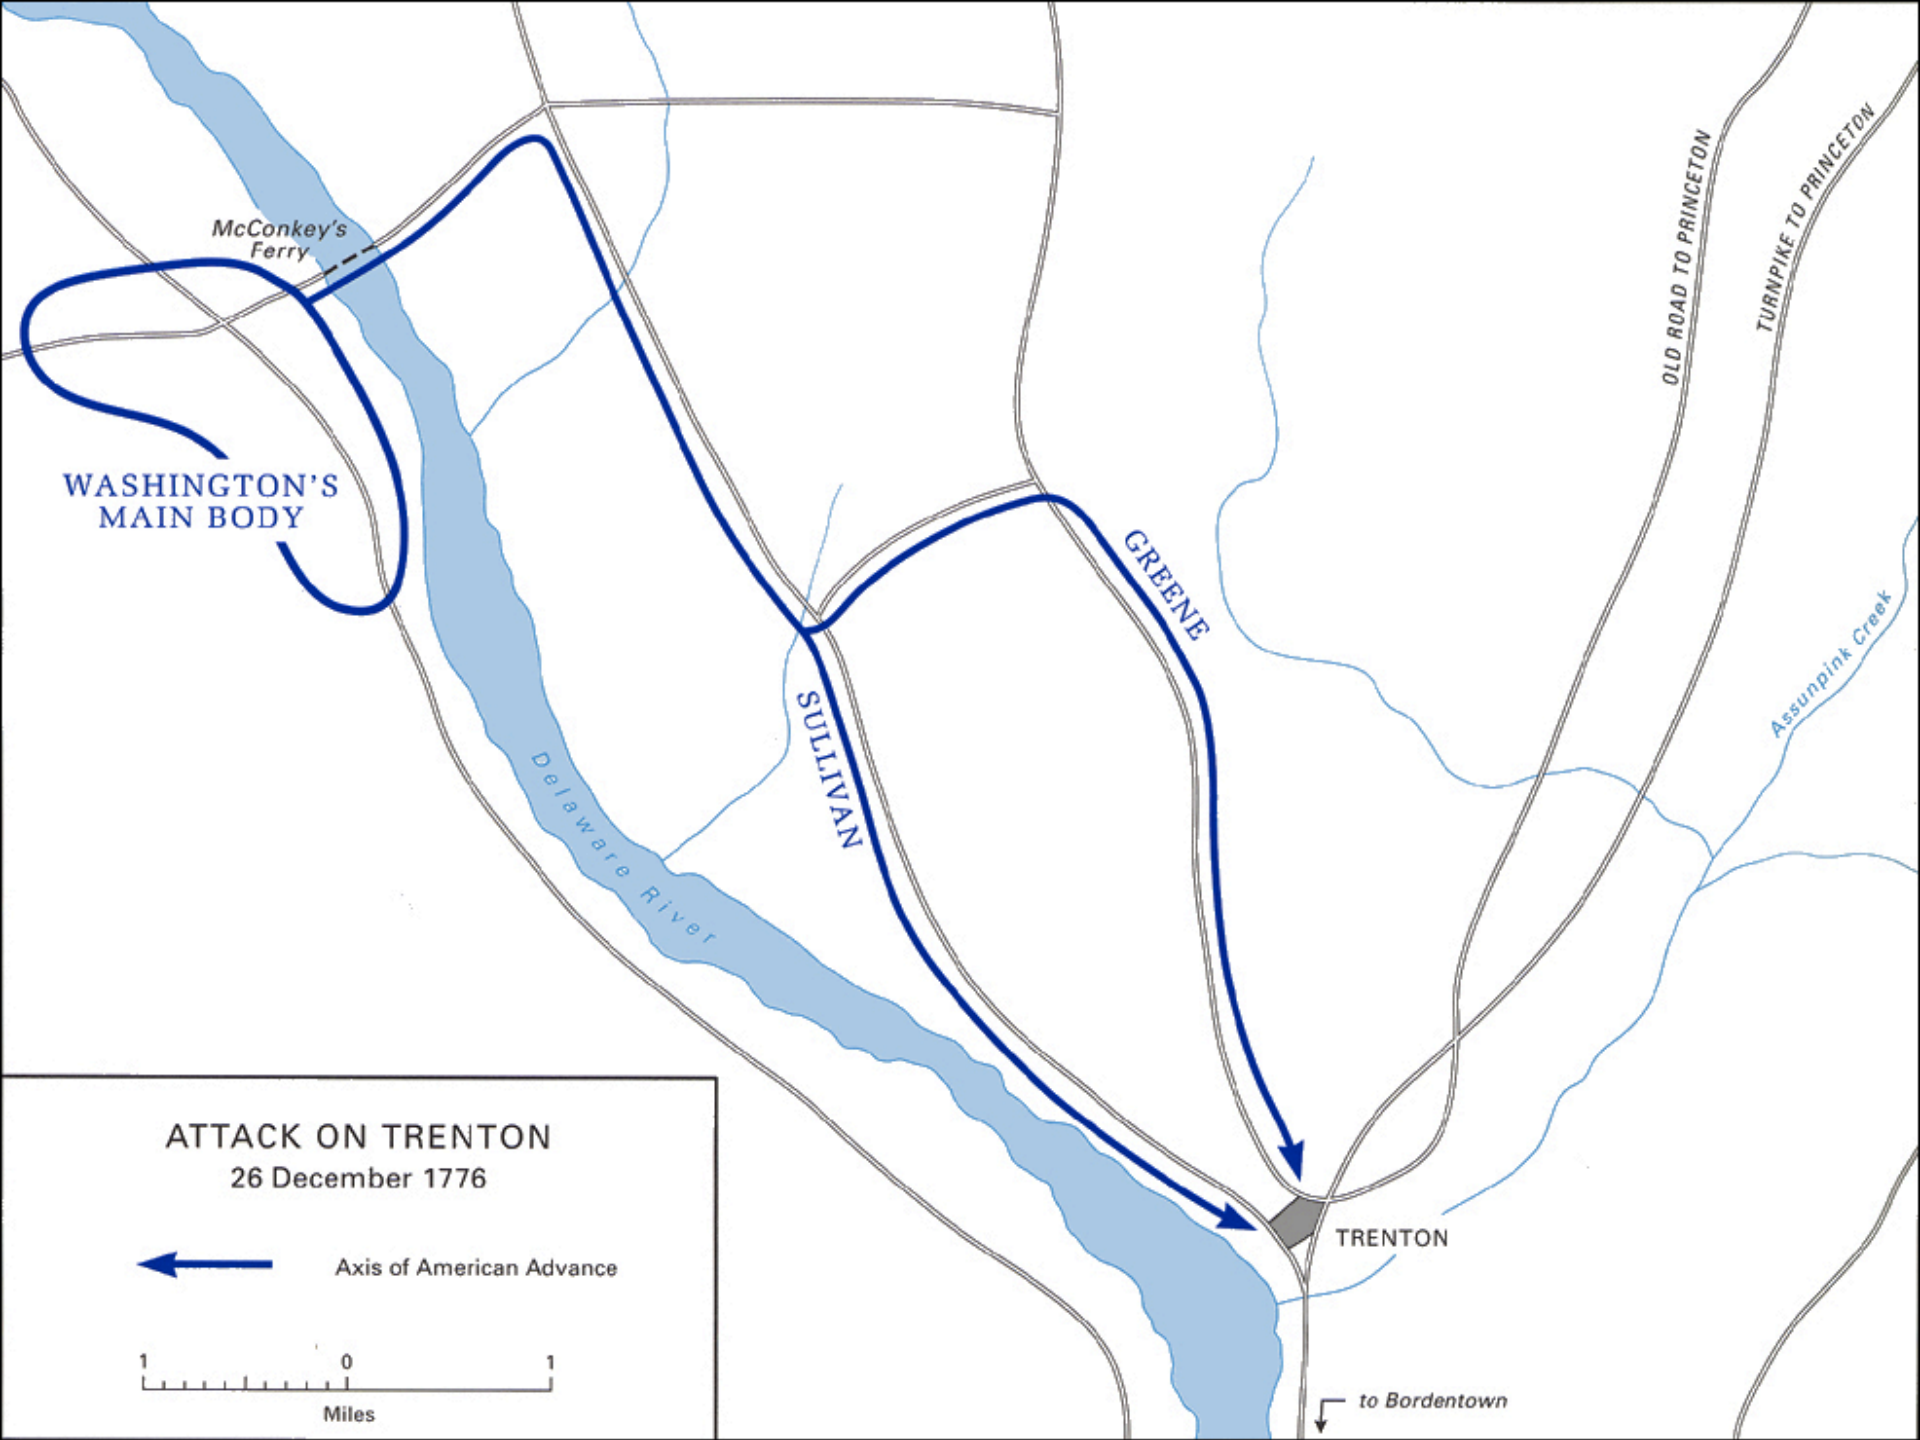 McConkey's
Ferry
WASHINGTON'S
MAIN BODY
OLD ROAD TO PRINCETON
TURNPIKE TO PRINCETON
GREENE
SULLIVAN
Assunpink Creek
Delaware River
TRENTON
to Bordentown
ATTACK ON TRENTON
26 December 1776
Axis of American Advance
1 0 1
Miles